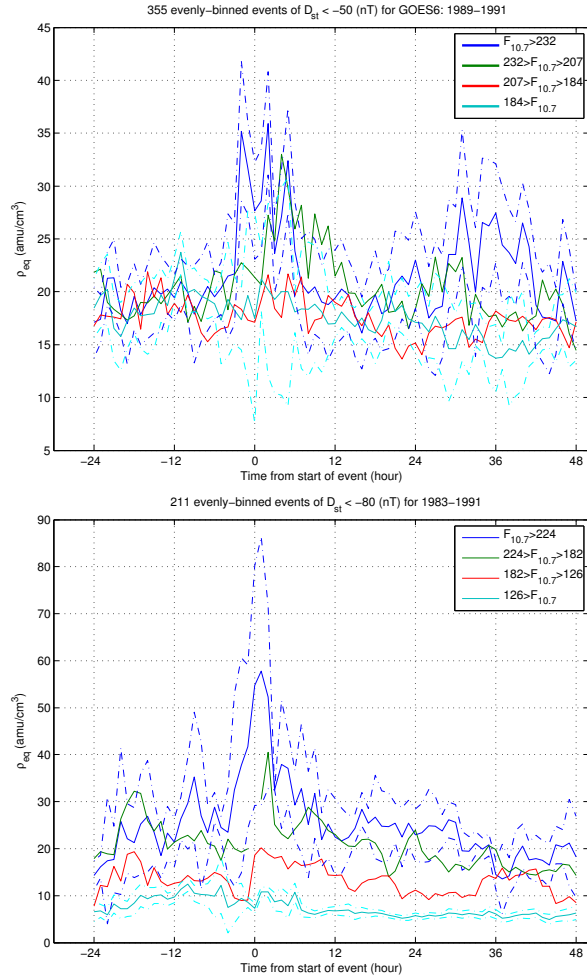 355 evenly-binned events of D_st < -50 (nT) for GOES6: 1989-1991
45
40
35
30
25
20
15
10
5
ρ_eq (amu/cm^3)
F_10.7>232
232>F_10.7>207
207>F_10.7>184
184>F_10.7
-24 -12 0 12 24 36 48
Time from start of event (hour)
211 evenly-binned events of D_st < -80 (nT) for 1983-1991
90
80
70
60
50
40
30
20
10
0
ρ_eq (amu/cm^3)
F_10.7>224
224>F_10.7>182
182>F_10.7>126
126>F_10.7
-24 -12 0 12 24 36 48
Time from start of event (hour)